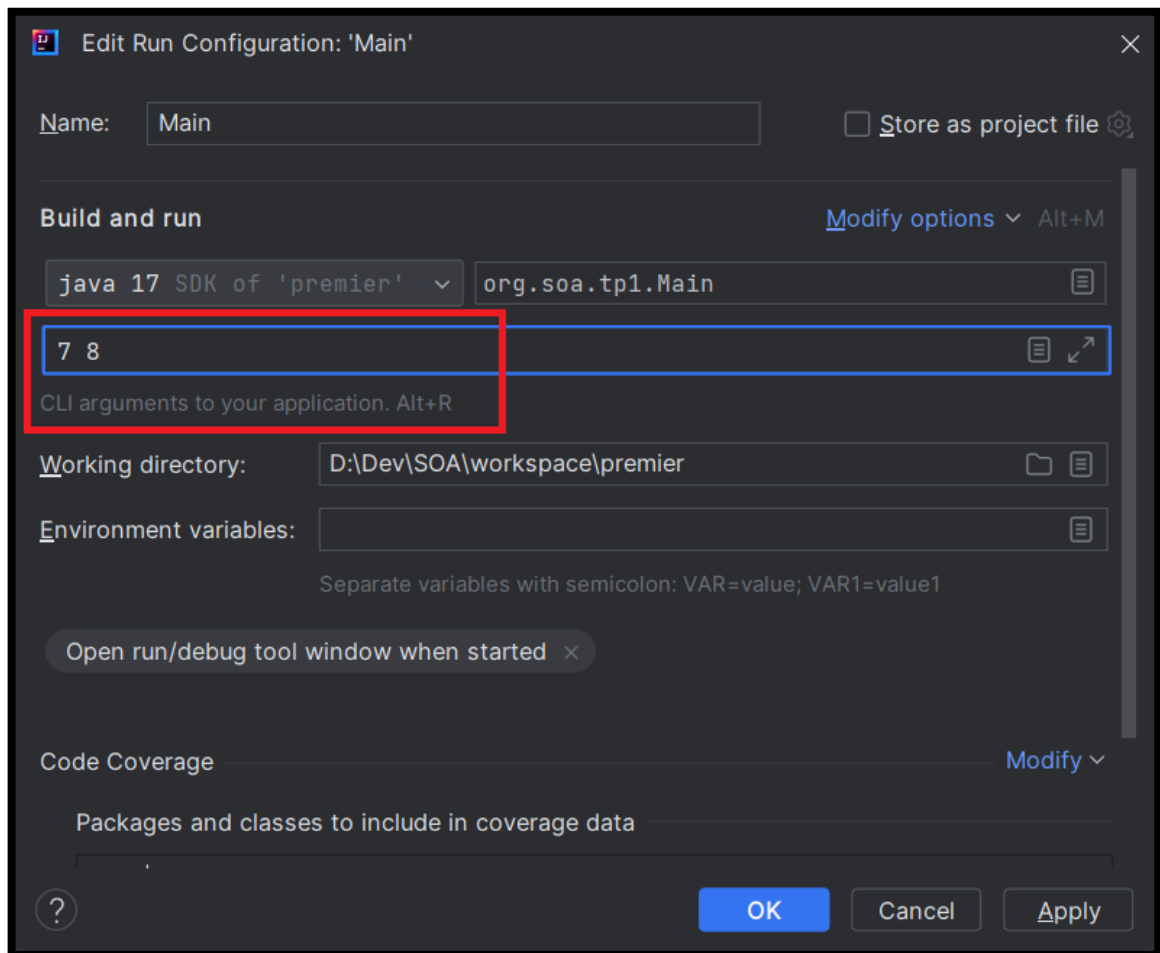 Edit Run Configuration: 'Main'
Name: Main Store as project file
Build and run Modify options Alt+M
java 17 SDK of 'premier' org.soa.tp1.Main
7 8
CLI arguments to your application. Alt+R
Working directory: D:\Dev\SOA\workspace\premier
Environment variables:
Separate variables with semicolon: VAR=value; VAR1=value1
Open run/debug tool window when started ×
Code Coverage Modify
Packages and classes to include in coverage data
? OK Cancel Apply